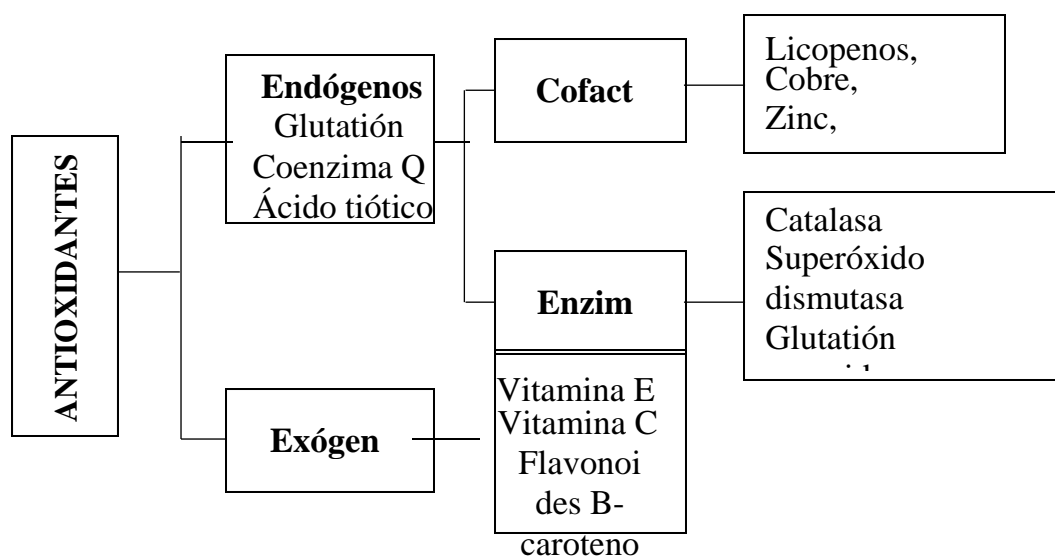 ANTIOXIDANTES
Endógenos
Glutatión
Coenzima Q
Ácido tiótico
Cofact
Licopenos,
Cobre,
Zinc,
Enzim
Catalasa
Superóxido
dismutasa
Glutatión
Exógen
Vitamina E
Vitamina C
Flavonoi
des B-
caroteno